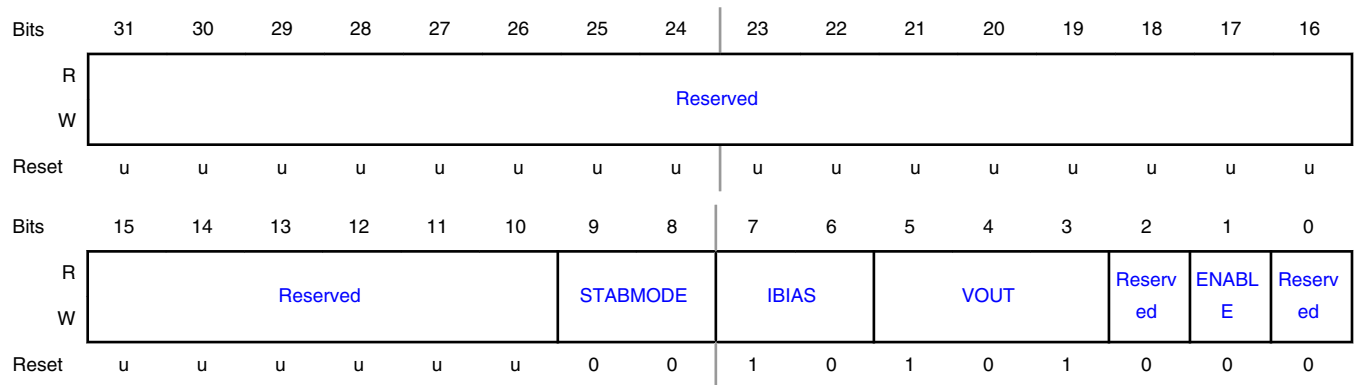 Bits 31 30 29 28 27 26 25 24 23 22 21 20 19 18 17 16
R
Reserved
W
Reset u u u u u u u u u u u u u u u u
Bits 15 14 13 12 11 10 9 8 7 6 5 4 3 2 1 0
R
Reserved STABMODE IBIAS VOUT Reserv ENABL Reserv
ed E ed
W
Reset u u u u u u 0 0 1 0 1 0 1 0 0 0